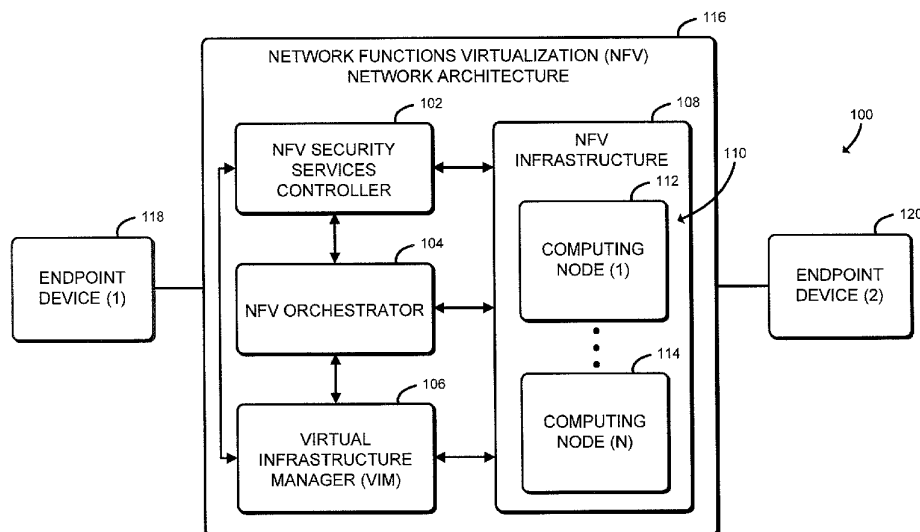 116
NETWORK FUNCTIONS VIRTUALIZATION (NFV)
NETWORK ARCHITECTURE
102
NFV SECURITY
SERVICES
CONTROLLER
108
NFV
INFRASTRUCTURE
100
110
112
COMPUTING
NODE (1)
118
ENDPOINT
DEVICE (1)
104
NFV ORCHESTRATOR
120
ENDPOINT
DEVICE (2)
106
VIRTUAL
INFRASTRUCTURE
MANAGER (VIM)
114
COMPUTING
NODE (N)